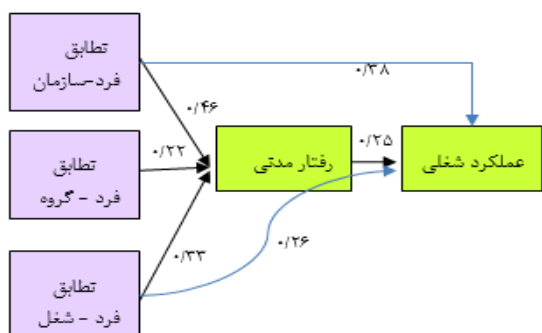 تطابق
فرد-سازمان
۰/۳۸
۰/۴۶
تطابق
فرد - گروه
۰/۲۲
رفتار مدتی
۰/۲۵
عملکرد شغلی
۰/۳۳
۰/۲۶
تطابق
فرد - شغل